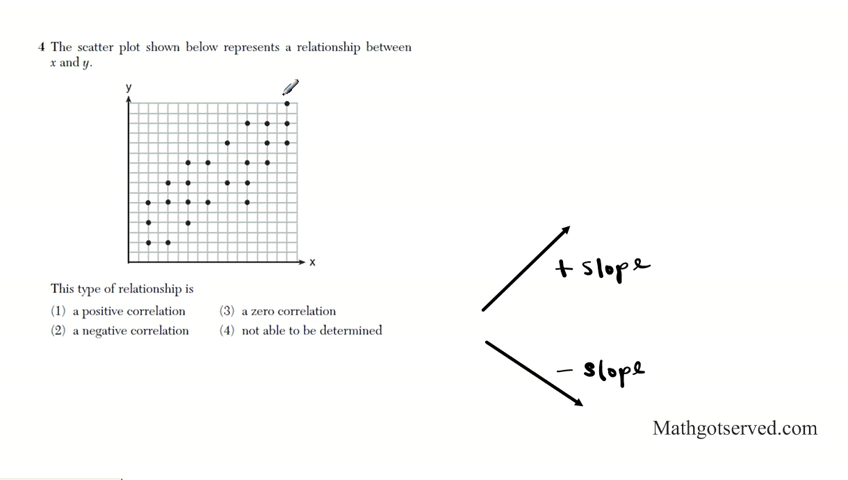 4 The scatter plot shown below represents a relationship between
x and y.
y
x
This type of relationship is
(1) a positive correlation (3) a zero correlation
(2) a negative correlation (4) not able to be determined
+ slope
− slope
Mathgotserved.com